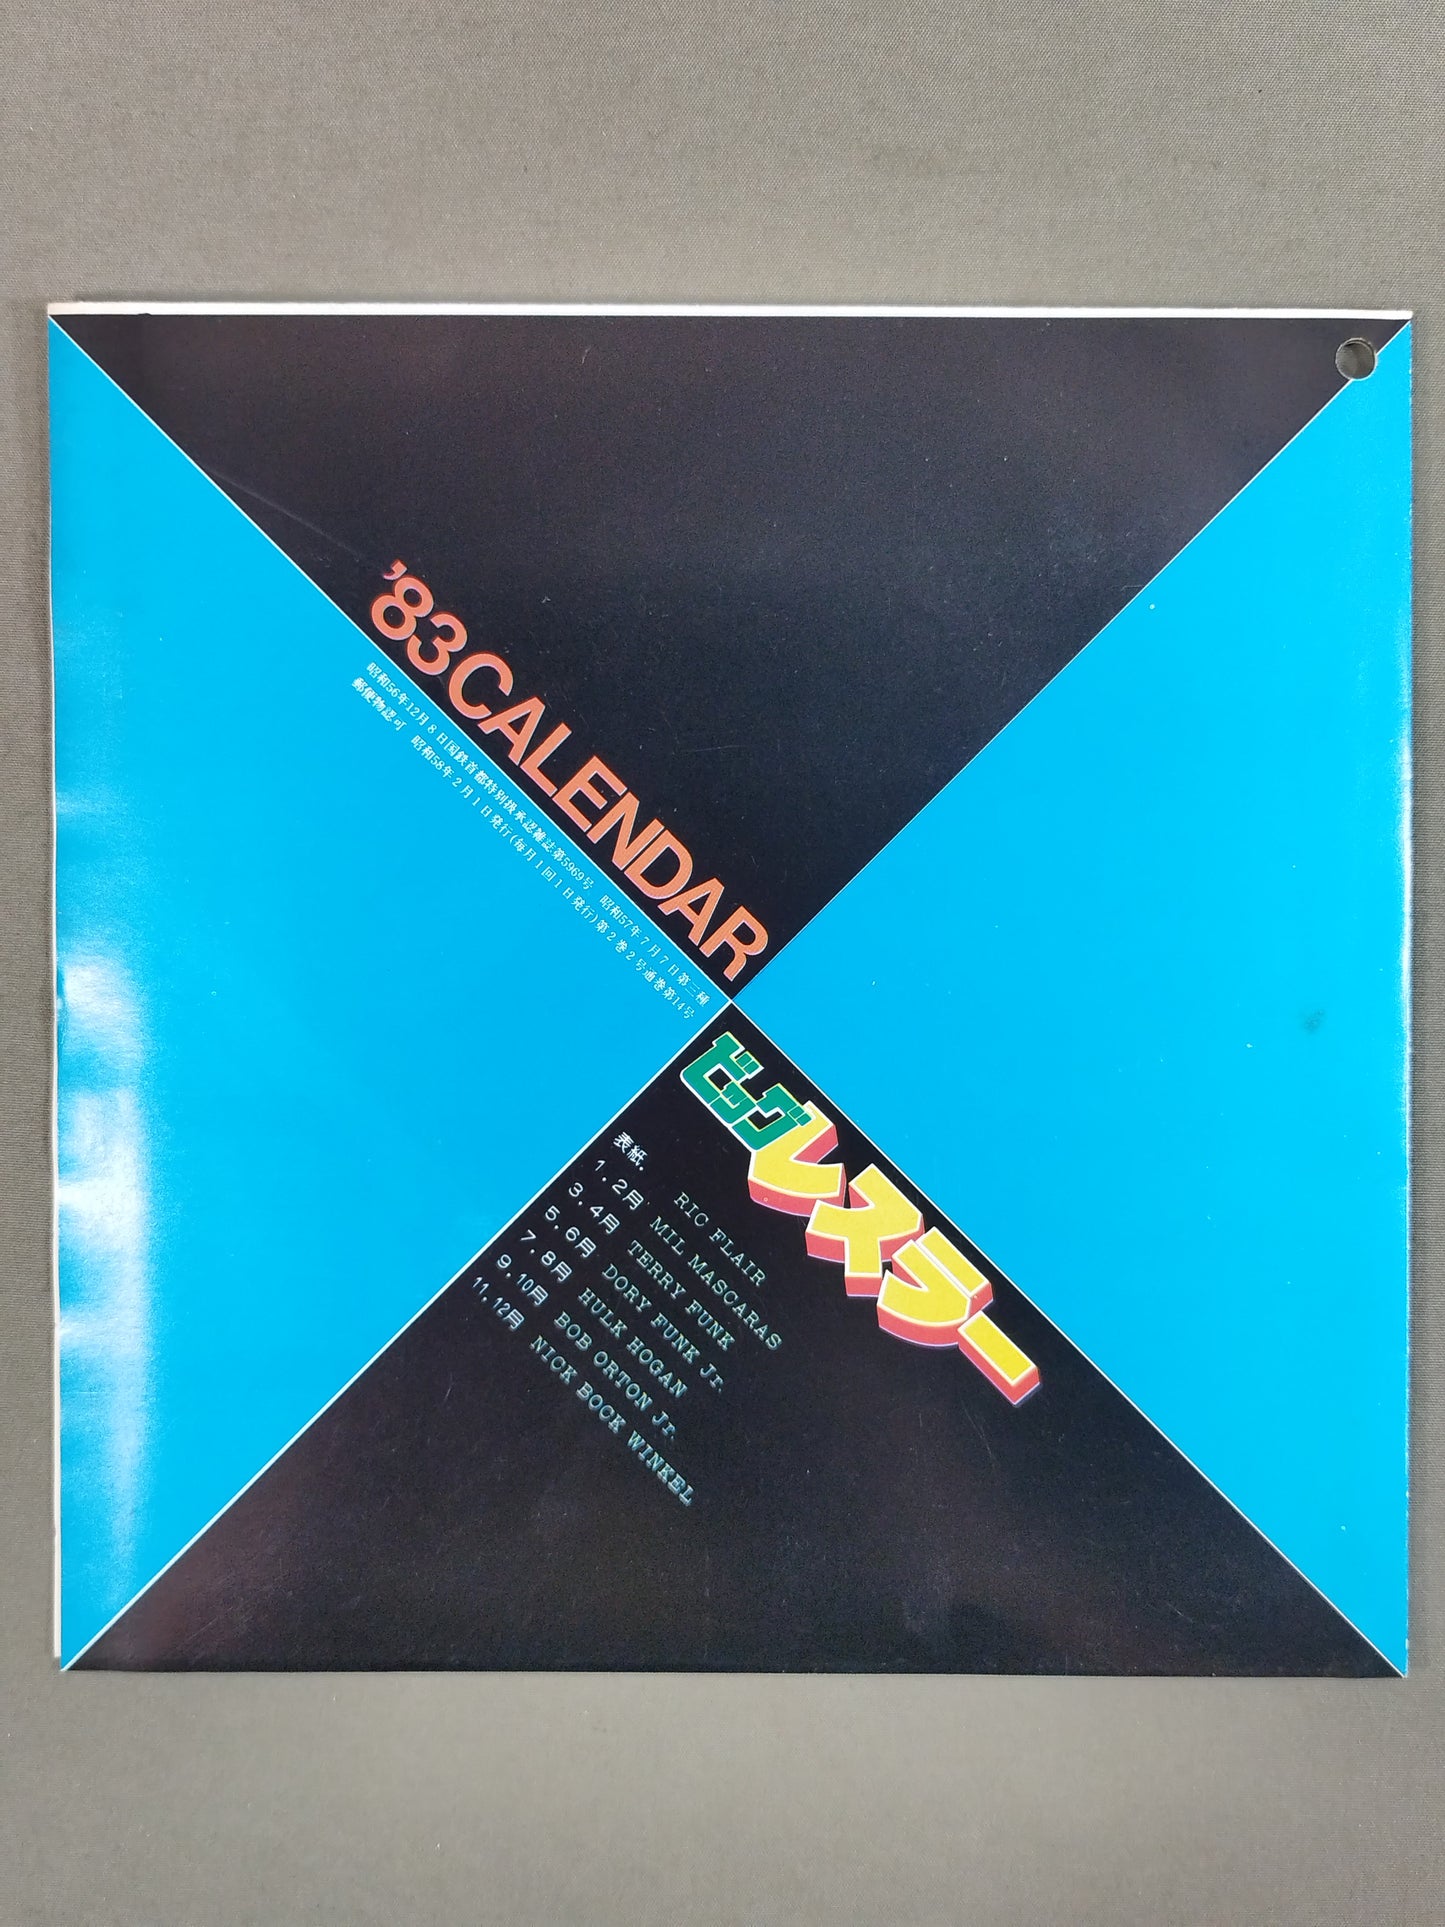 '83 CALENDAR
昭和56年12月8日国鉄首都特別扱承認雑誌第5969号 昭和57年7月7日第三種
郵便物認可 昭和58年2月1日発行(毎月1回1日発行)第2巻2号通巻第14号
ビッグレスラー
表紙. RIC FLAIR
1.2月 MIL MASCARAS
3.4月 TERRY FUNK
5.6月 DORY FUNK Jr.
7.8月 HULK HOGAN
9.10月 BOB ORTON Jr.
11.12月 NICK BOCK WINKEL